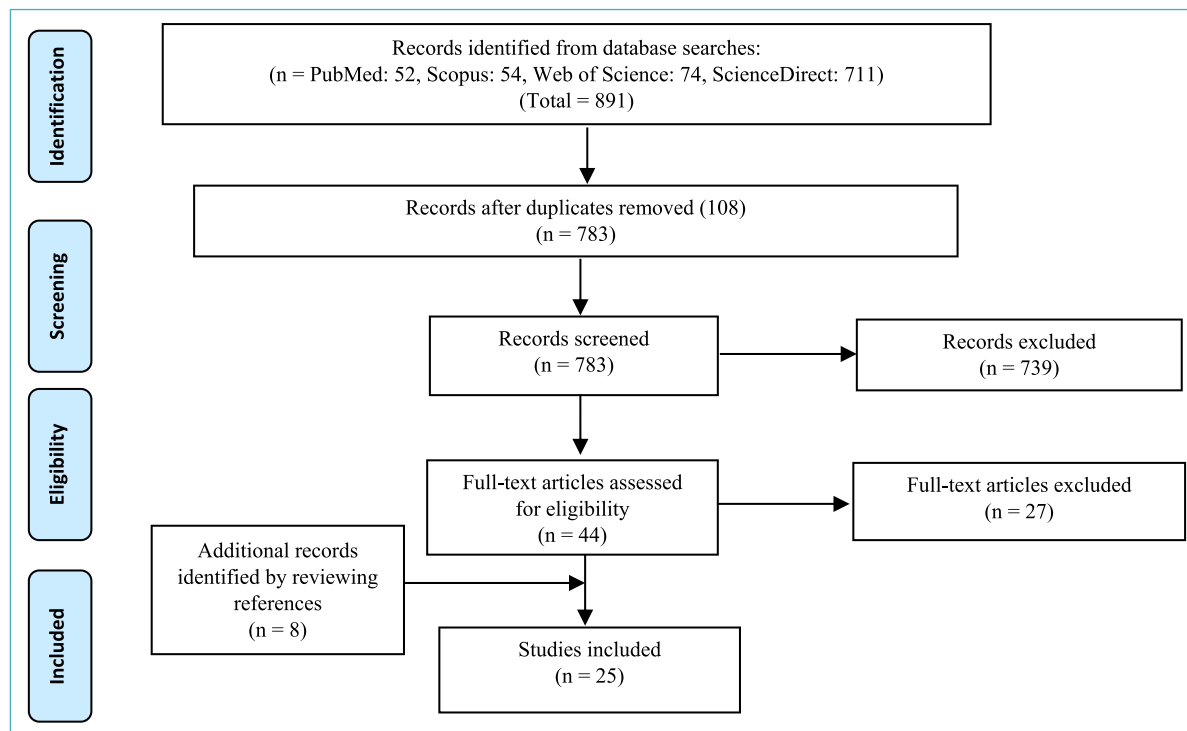 Identification
Records identified from database searches:
(n = PubMed: 52, Scopus: 54, Web of Science: 74, ScienceDirect: 711)
(Total = 891)
Records after duplicates removed (108)
(n = 783)
Screening
Records screened
(n = 783)
Records excluded
(n = 739)
Eligibility
Full-text articles assessed
for eligibility
(n = 44)
Full-text articles excluded
(n = 27)
Additional records
identified by reviewing
references
(n = 8)
Included
Studies included
(n = 25)